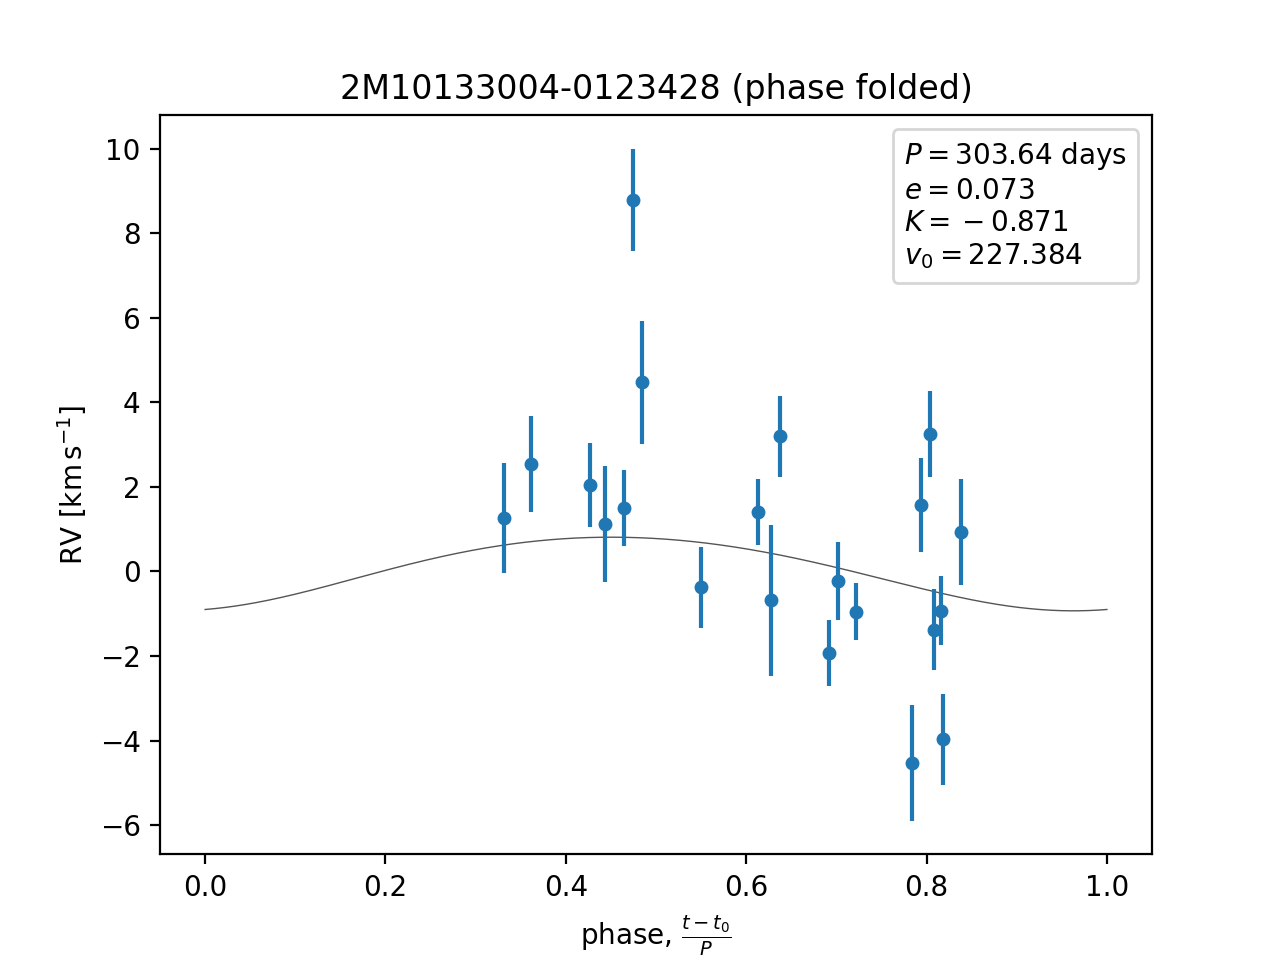 2M10133004-0123428 (phase folded)
P = 303.64 days
e = 0.073
K = −0.871
v₀ = 227.384
10
8
6
4
2
0
−2
−4
−6
RV [km s⁻¹]
0.0 0.2 0.4 0.6 0.8 1.0
phase, (t − t₀)/P